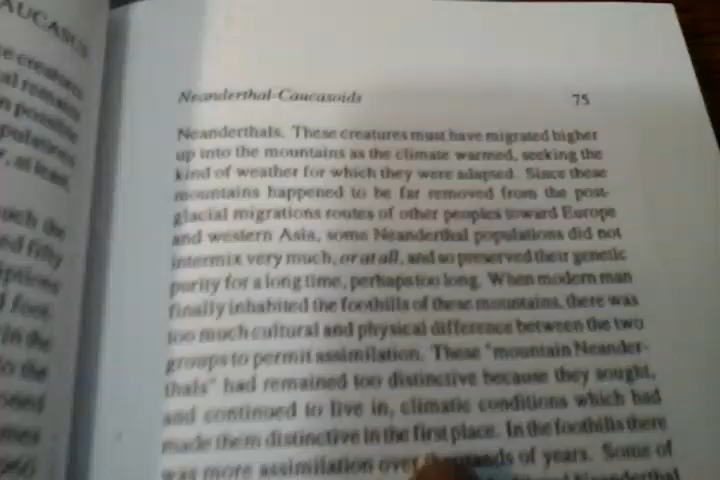 AUCASUS
Neanderthal-Caucasoids 75
Neanderthals. These creatures must have migrated higher
up into the mountains as the climate warmed, seeking the
kind of weather for which they were adapted. Since these
mountains happened to be far removed from the post-
glacial migrations routes of other peoples toward Europe
and western Asia, some Neanderthal populations did not
intermix very much, or at all, and so preserved their genetic
purity for a long time, perhaps too long. When modern man
finally inhabited the foothills of these mountains, there was
too much cultural and physical difference between the two
groups to permit assimilation. These "mountain Neander-
thals" had remained too distinctive because they sought,
and continued to live in, climatic conditions which had
made them distinctive in the first place. In the foothills there
was more assimilation over thousands of years. Some of
Neanderthal